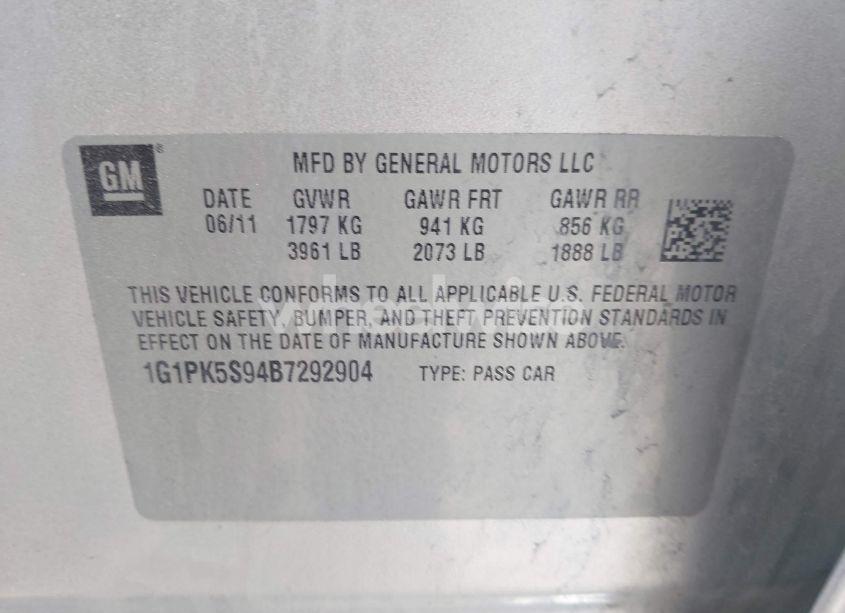 GM®
MFD BY GENERAL MOTORS LLC
DATE GVWR GAWR FRT GAWR RR
06/11 1797 KG 941 KG 856 KG
3961 LB 2073 LB 1888 LB
THIS VEHICLE CONFORMS TO ALL APPLICABLE U.S. FEDERAL MOTOR
VEHICLE SAFETY, BUMPER, AND THEFT PREVENTION STANDARDS IN
EFFECT ON THE DATE OF MANUFACTURE SHOWN ABOVE.
1G1PK5S94B7292904 TYPE: PASS CAR